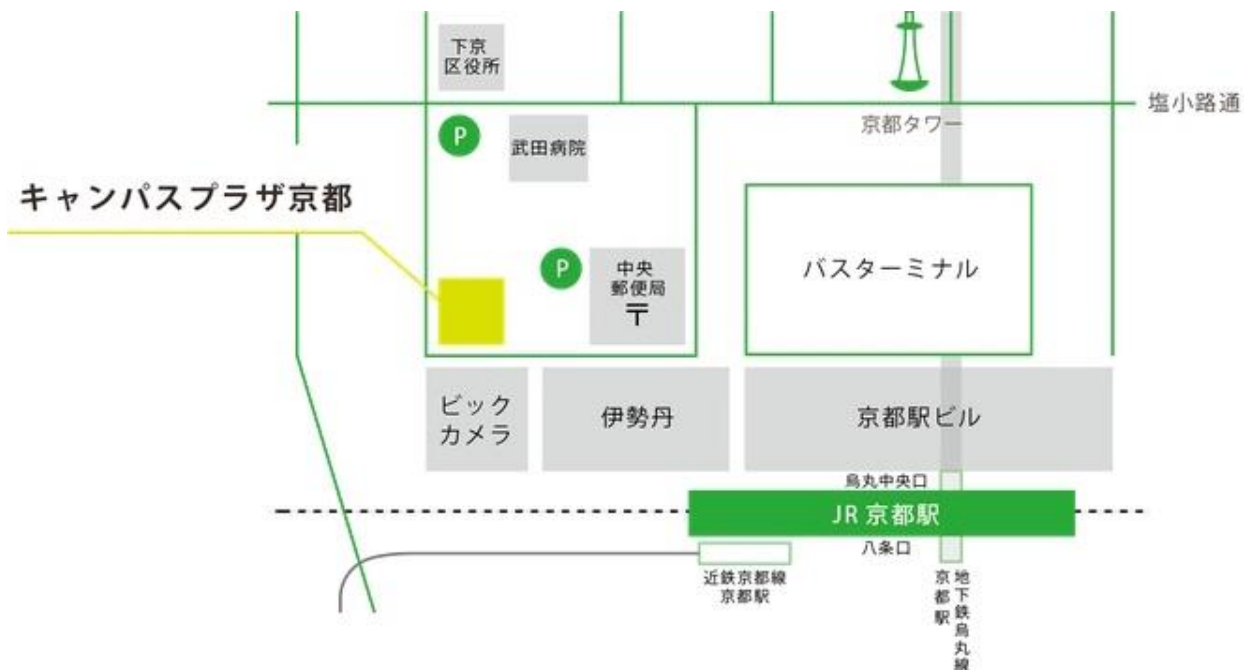 下京
区役所
塩小路通
京都タワー
P
武田病院
キャンパスプラザ京都
P
中央
郵便局
〒
バスターミナル
ビック
カメラ
伊勢丹
京都駅ビル
烏丸中央口
JR 京都駅
八条口
近鉄京都線
京都駅
地下鉄烏丸線
京都駅